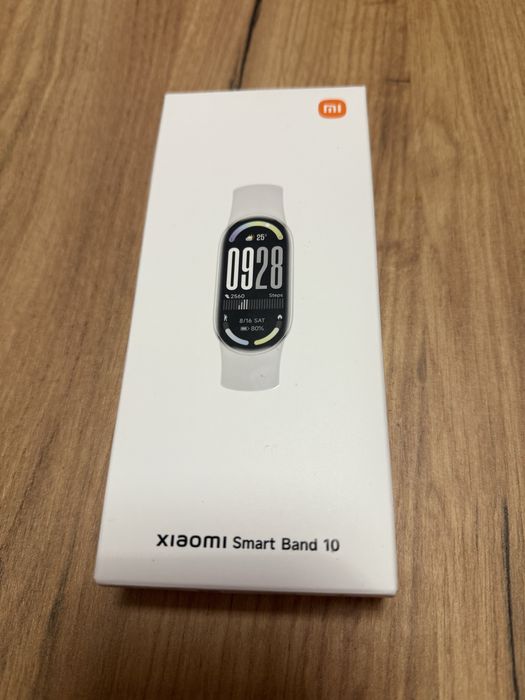 mi
25°
0928
2560 Steps
8/16 SAT
80%
xiaomi Smart Band 10